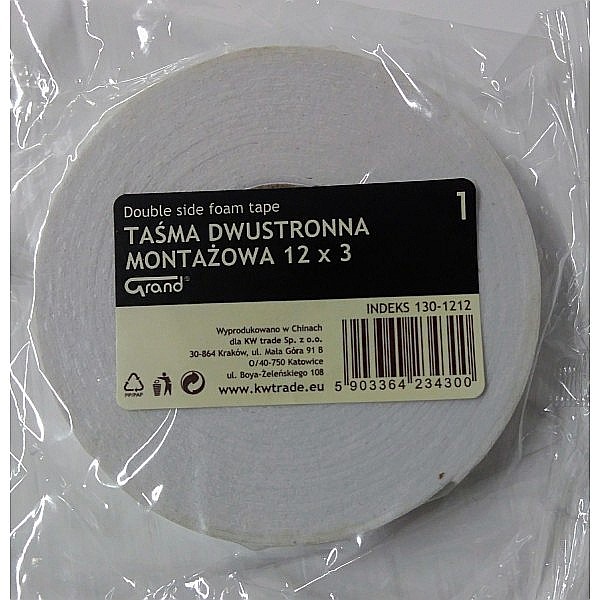 Double side foam tape
1
TAŚMA DWUSTRONNA
MONTAŻOWA 12 x 3
Grand®
INDEKS 130-1212
Wyprodukowano w Chinach
dla KW trade Sp. z o.o.
30-864 Kraków, ul. Mała Góra 91 B
O/40-750 Katowice
ul. Boya-Żeleńskiego 108
www.kwtrade.eu
PP/PAP
5 903364 234300